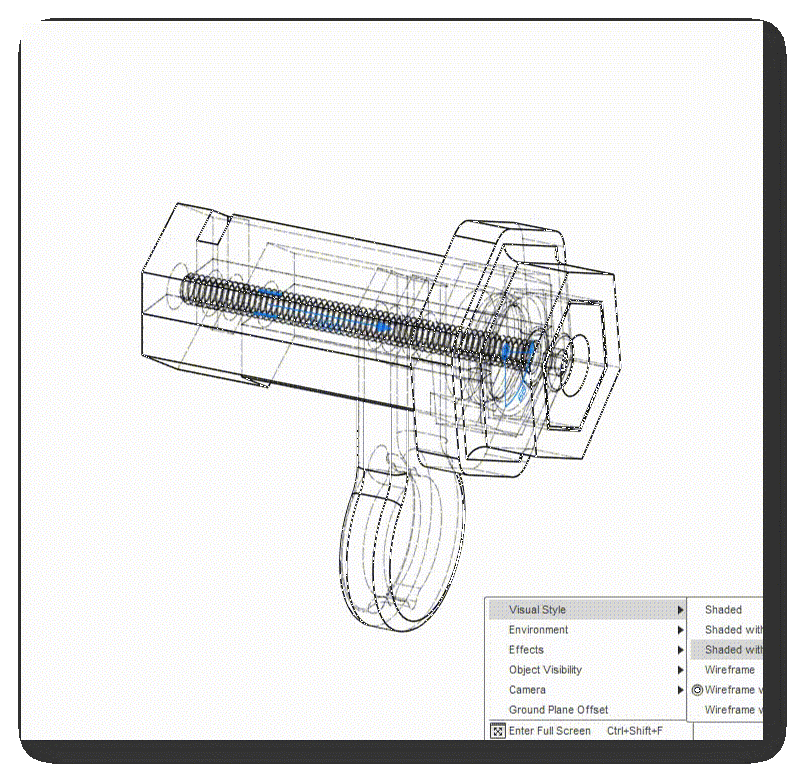 Visual Style
Environment
Effects
Object Visibility
Camera
Ground Plane Offset
Enter Full Screen Ctrl+Shift+F
Shaded
Shaded with
Shaded with
Wireframe
Wireframe
Wireframe